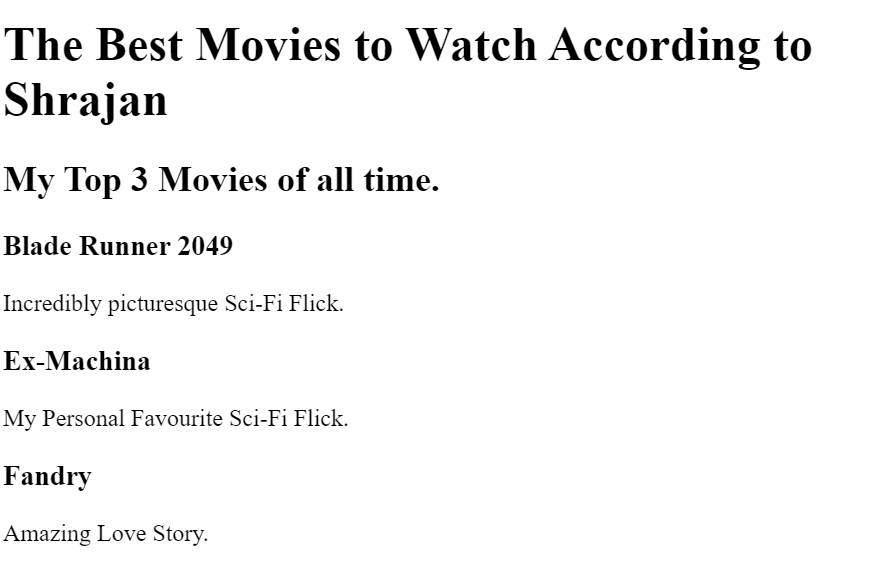 The Best Movies to Watch According to
Shrajan
My Top 3 Movies of all time.
Blade Runner 2049
Incredibly picturesque Sci-Fi Flick.
Ex-Machina
My Personal Favourite Sci-Fi Flick.
Fandry
Amazing Love Story.